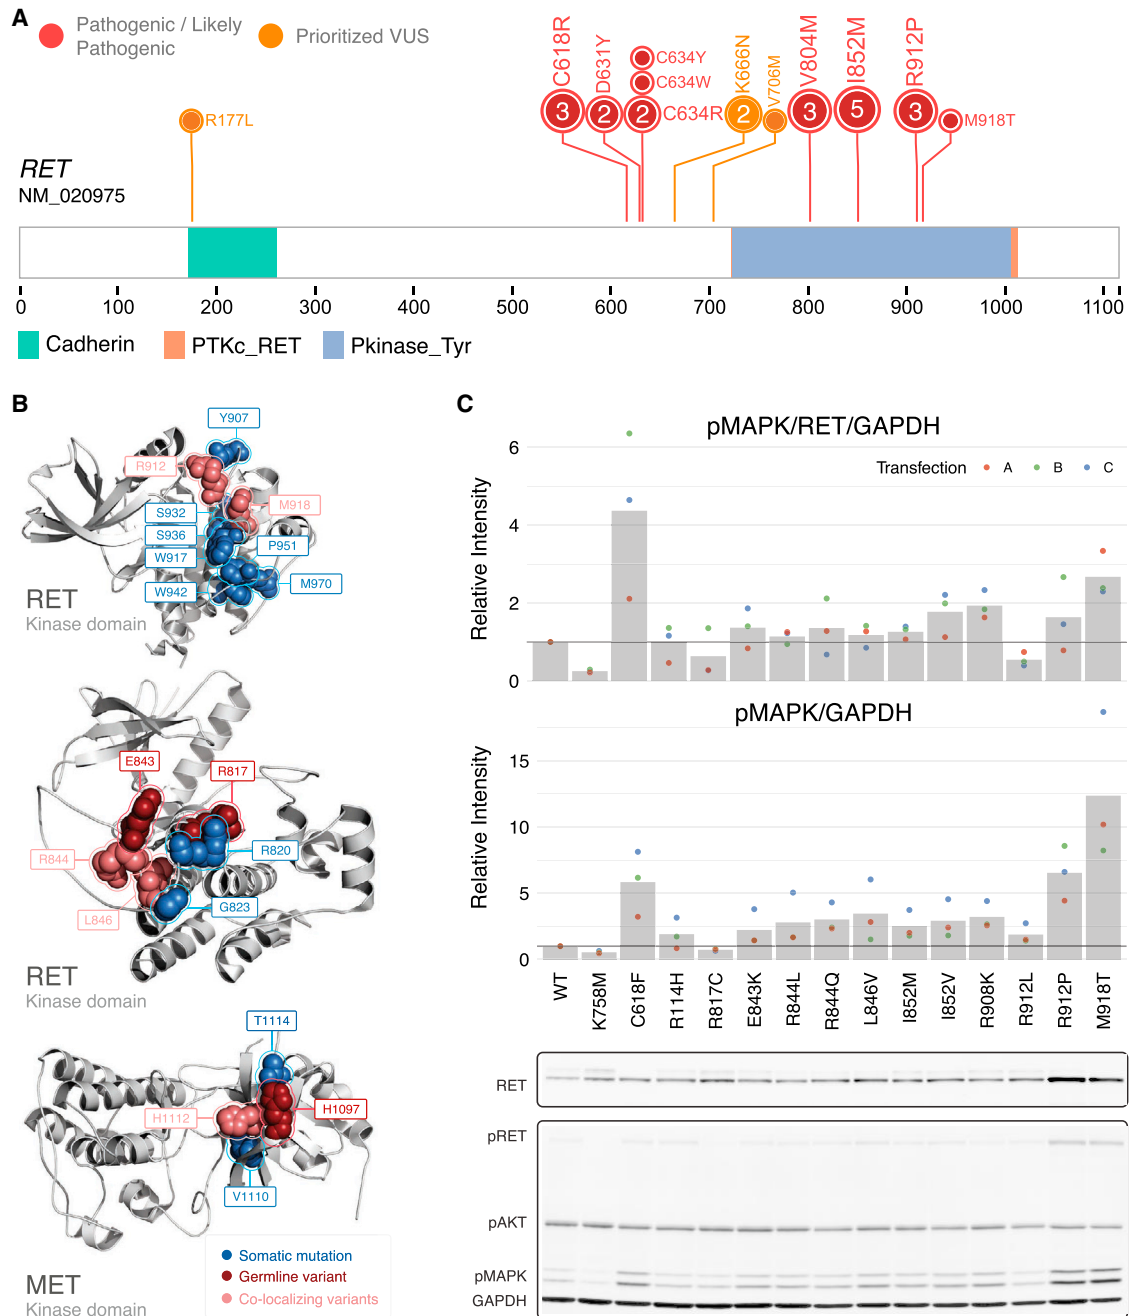 A
Pathogenic / Likely
Pathogenic
Prioritized VUS
R177L
C618R
D631Y
C634Y
C634W
C634R
K666N
V706M
V804M
I852M
R912P
M918T
3
2
2
2
3
5
3
RET
NM_020975
0 100 200 300 400 500 600 700 800 900 1000 1100
Cadherin
PTKc_RET
Pkinase_Tyr
B
Y907
R912
M918
S932
S936
P951
W917
M970
W942
RET
Kinase domain
E843
R817
R844
R820
L846
G823
RET
Kinase domain
T1114
H1112
H1097
V1110
MET
Kinase domain
Somatic mutation
Germline variant
Co-localizing variants
C
pMAPK/RET/GAPDH
Transfection A B C
Relative Intensity
6
4
2
0
pMAPK/GAPDH
Relative Intensity
15
10
5
0
WT
K758M
C618F
R114H
R817C
E843K
R844L
R844Q
L846V
I852M
I852V
R908K
R912L
R912P
M918T
RET
pRET
pAKT
pMAPK
GAPDH